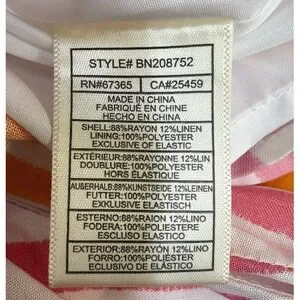 STYLE# BN208752
RN#67365 CA#25459
MADE IN CHINA
FABRIQUÉ EN CHINE
HECHO EN CHINA
SHELL:88%RAYON 12%LINEN
LINING:100%POLYESTER
EXCLUSIVE OF ELASTIC
EXTÉRIEUR:88%RAYONNE 12%LIN
DOUBLURE:100%POLYESTER
HORS ÉLASTIQUE
AUßERHALB:88%KUNSTSEIDE 12%LEINEN
FUTTER:100%POLYESTER
EXKLUSIVE ELASTISCH
ESTERNO:88%RAION 12%LINO
FODERA:100%POLIESTERE
ESCLUSO ELASTICO
EXTERIOR:88%RAYÓN 12%LINO
FORRO:100%POLIÉSTER
EXCLUSIVO DE ELÁSTICO